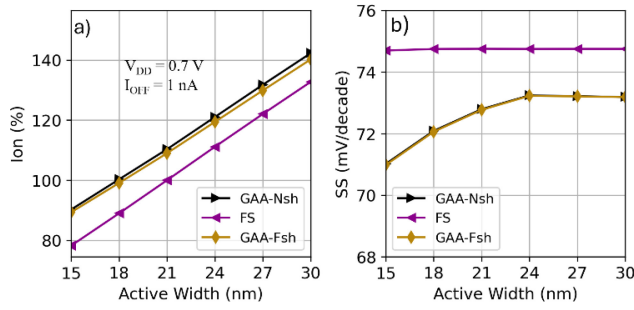 a)
V_DD = 0.7 V
I_OFF = 1 nA
Ion (%)
140
120
100
80
GAA-Nsh
FS
GAA-Fsh
15 18 21 24 27 30
Active Width (nm)
b)
SS (mV/decade)
76
74
72
70
68
GAA-Nsh
FS
GAA-Fsh
15 18 21 24 27 30
Active Width (nm)